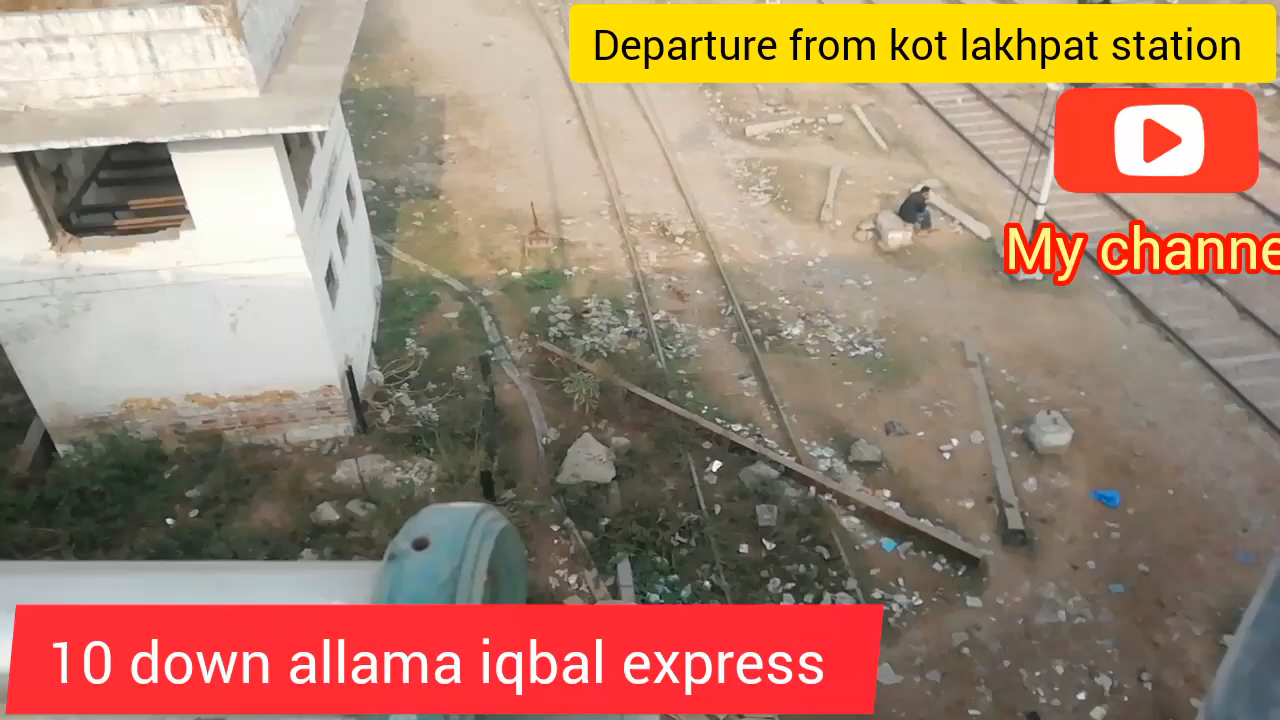 Departure from kot lakhpat station
My channe
10 down allama iqbal express